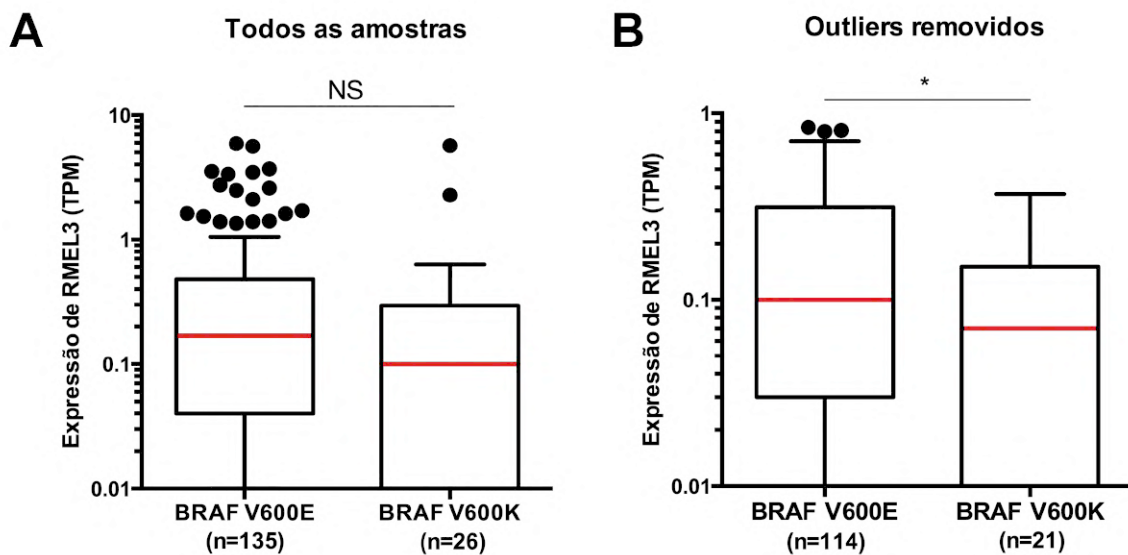 A
Todos as amostras
NS
Expressão de RMEL3 (TPM)
10
1
0.1
0.01
BRAF V600E
(n=135)
BRAF V600K
(n=26)
B
Outliers removidos
*
Expressão de RMEL3 (TPM)
1
0.1
0.01
BRAF V600E
(n=114)
BRAF V600K
(n=21)